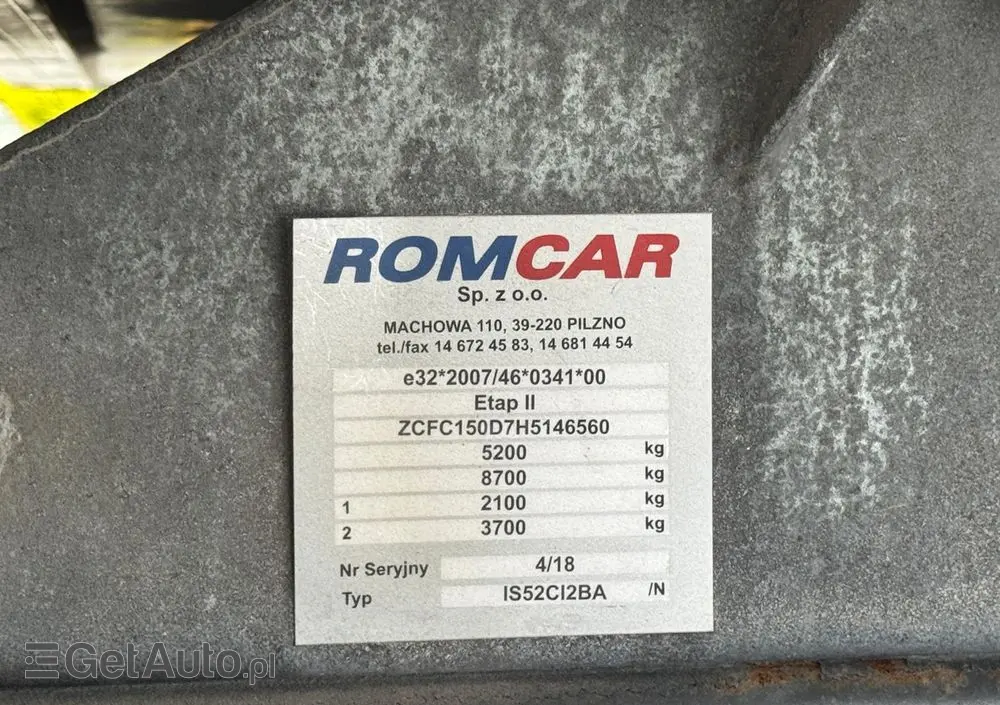 ROMCAR
Sp. z o.o.
MACHOWA 110, 39-220 PILZNO
tel./fax 14 672 45 83, 14 681 44 54
e32*2007/46*0341*00
Etap II
ZCFC150D7H5146560
5200 kg
8700 kg
1 2100 kg
2 3700 kg
Nr Seryjny 4/18
Typ IS52CI2BA /N
GetAuto.pl